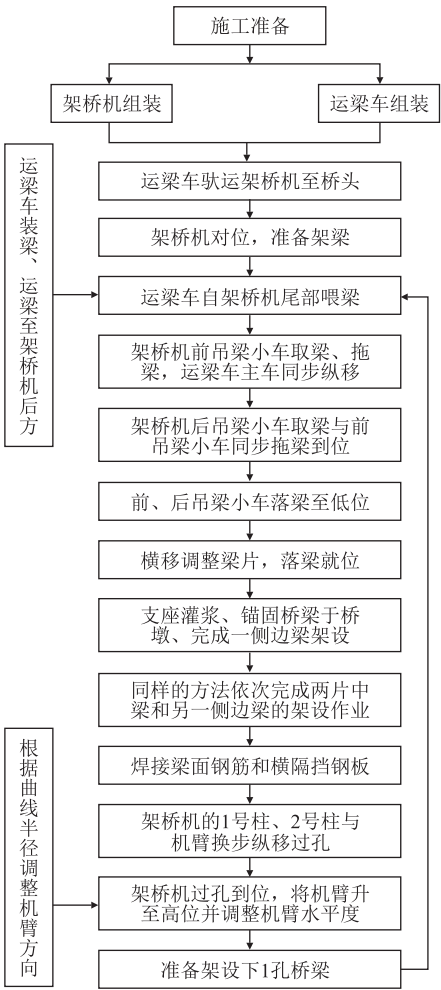 施工准备
架桥机组装
运梁车组装
运梁车装梁、运梁至架桥机后方
运梁车驮运架桥机至桥头
架桥机对位，准备架梁
运梁车自架桥机尾部喂梁
架桥机前吊梁小车取梁、拖
梁，运梁车主车同步纵移
架桥机后吊梁小车取梁与前
吊梁小车同步拖梁到位
前、后吊梁小车落梁至低位
横移调整梁片，落梁就位
支座灌浆、锚固桥梁于桥
墩、完成一侧边梁架设
同样的方法依次完成两片中
梁和另一侧边梁的架设作业
根据曲线半径调整机臂方向
焊接梁面钢筋和横隔挡钢板
架桥机的1号柱、2号柱与
机臂换步纵移过孔
架桥机过孔到位，将机臂升
至高位并调整机臂水平度
准备架设下1孔桥梁